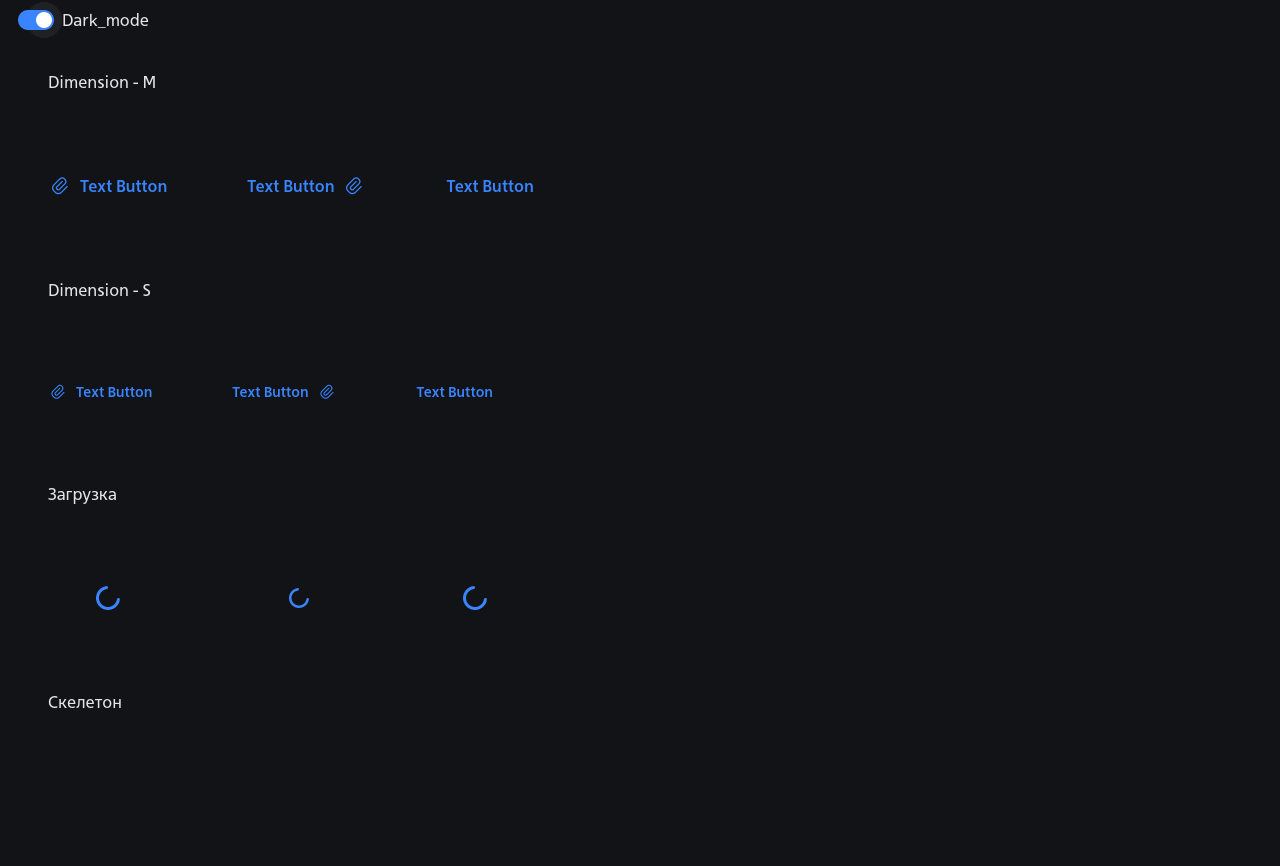 Dark_mode
Dimension - M
Text Button Text Button Text Button
Dimension - S
Text Button Text Button Text Button
Загрузка
Скелетон